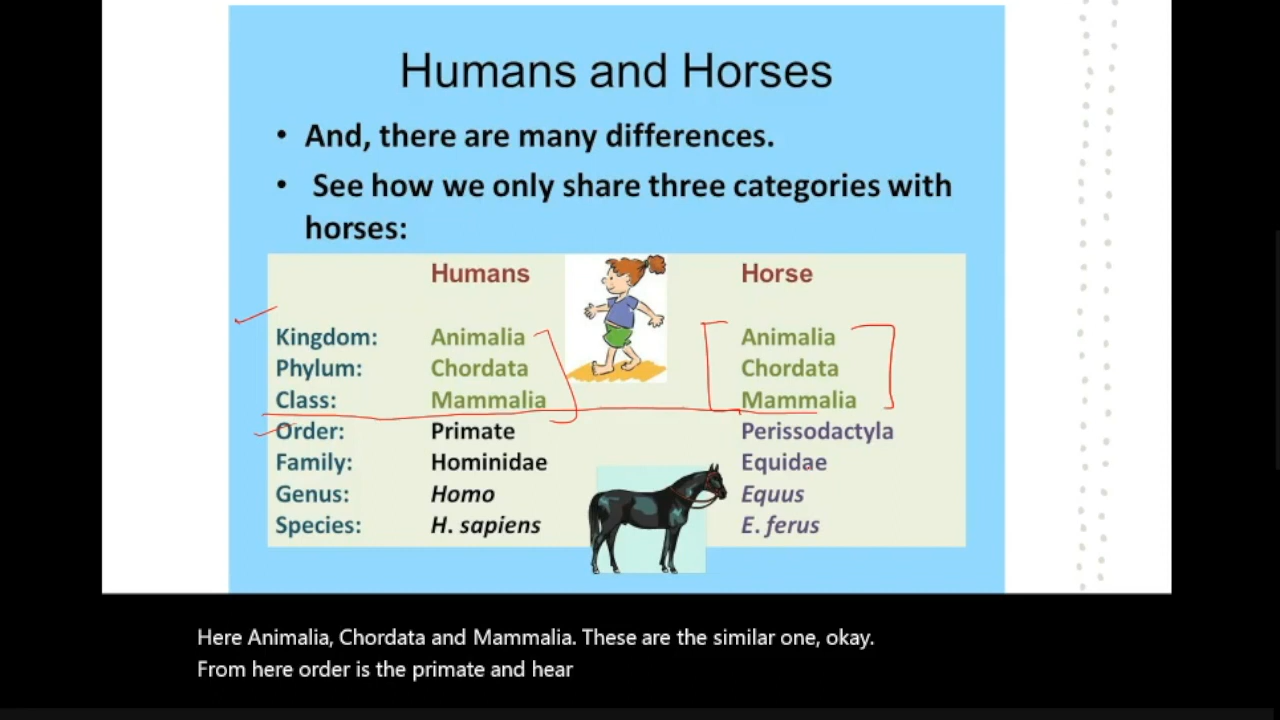 Humans and Horses
• And, there are many differences.
• See how we only share three categories with
horses:
Humans Horse
Kingdom: Animalia Animalia
Phylum: Chordata Chordata
Class: Mammalia Mammalia
Order: Primate Perissodactyla
Family: Hominidae Equidae
Genus: Homo Equus
Species: H. sapiens E. ferus
Here Animalia, Chordata and Mammalia. These are the similar one, okay.
From here order is the primate and hear